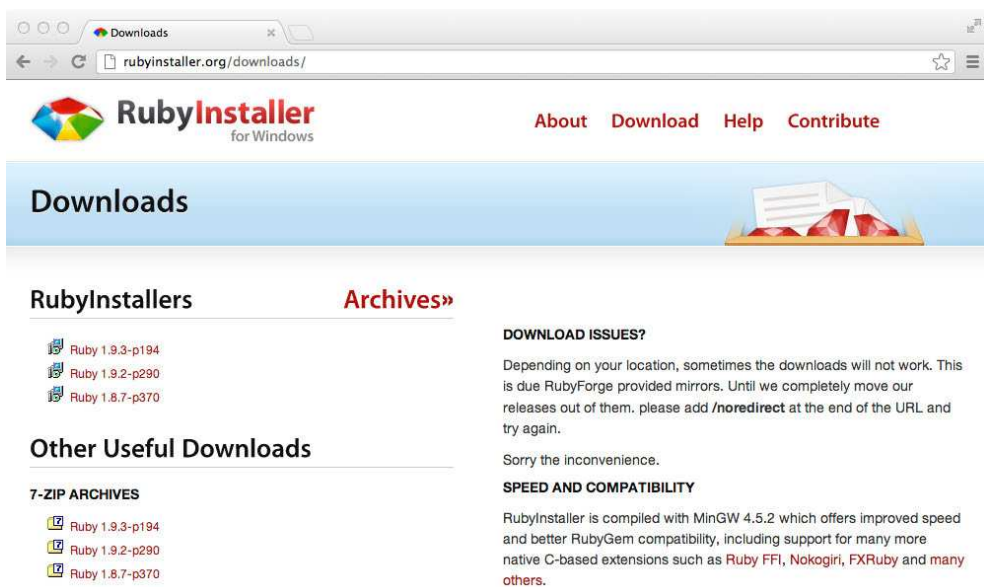 Downloads
rubyinstaller.org/downloads/
RubyInstaller
for Windows
About Download Help Contribute
Downloads
RubyInstallers
Archives»
Ruby 1.9.3-p194
Ruby 1.9.2-p290
Ruby 1.8.7-p370
Other Useful Downloads
7-ZIP ARCHIVES
Ruby 1.9.3-p194
Ruby 1.9.2-p290
Ruby 1.8.7-p370
DOWNLOAD ISSUES?
Depending on your location, sometimes the downloads will not work. This
is due RubyForge provided mirrors. Until we completely move our
releases out of them. please add /noredirect at the end of the URL and
try again.
Sorry the inconvenience.
SPEED AND COMPATIBILITY
RubyInstaller is compiled with MinGW 4.5.2 which offers improved speed
and better RubyGem compatibility, including support for many more
native C-based extensions such as Ruby FFI, Nokogiri, FXRuby and many
others.